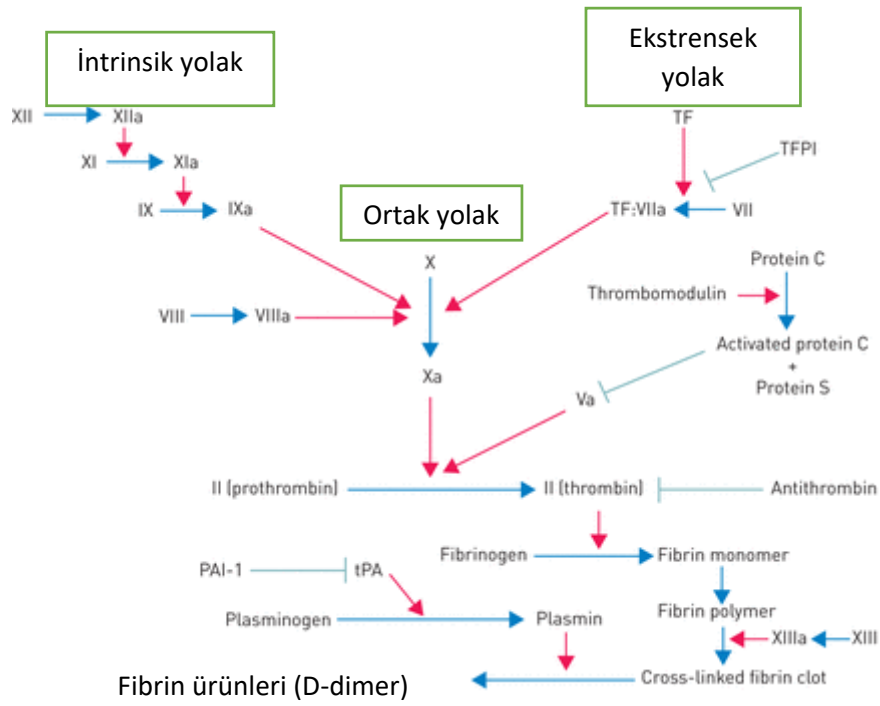 İntrinsik yolak
Ekstrensek
yolak
XII XIIa
TF
TFPI
XI XIa
IX IXa
TF:VIIa VII
Ortak yolak
X
Protein C
Thrombomodulin
VIII VIIIa
Activated protein C
+
Protein S
Xa
Va
II (prothrombin) II (thrombin) Antithrombin
Fibrinogen Fibrin monomer
PAI-1 tPA
Fibrin polymer
Plasminogen Plasmin
XIIIa XIII
Cross-linked fibrin clot
Fibrin ürünleri (D-dimer)